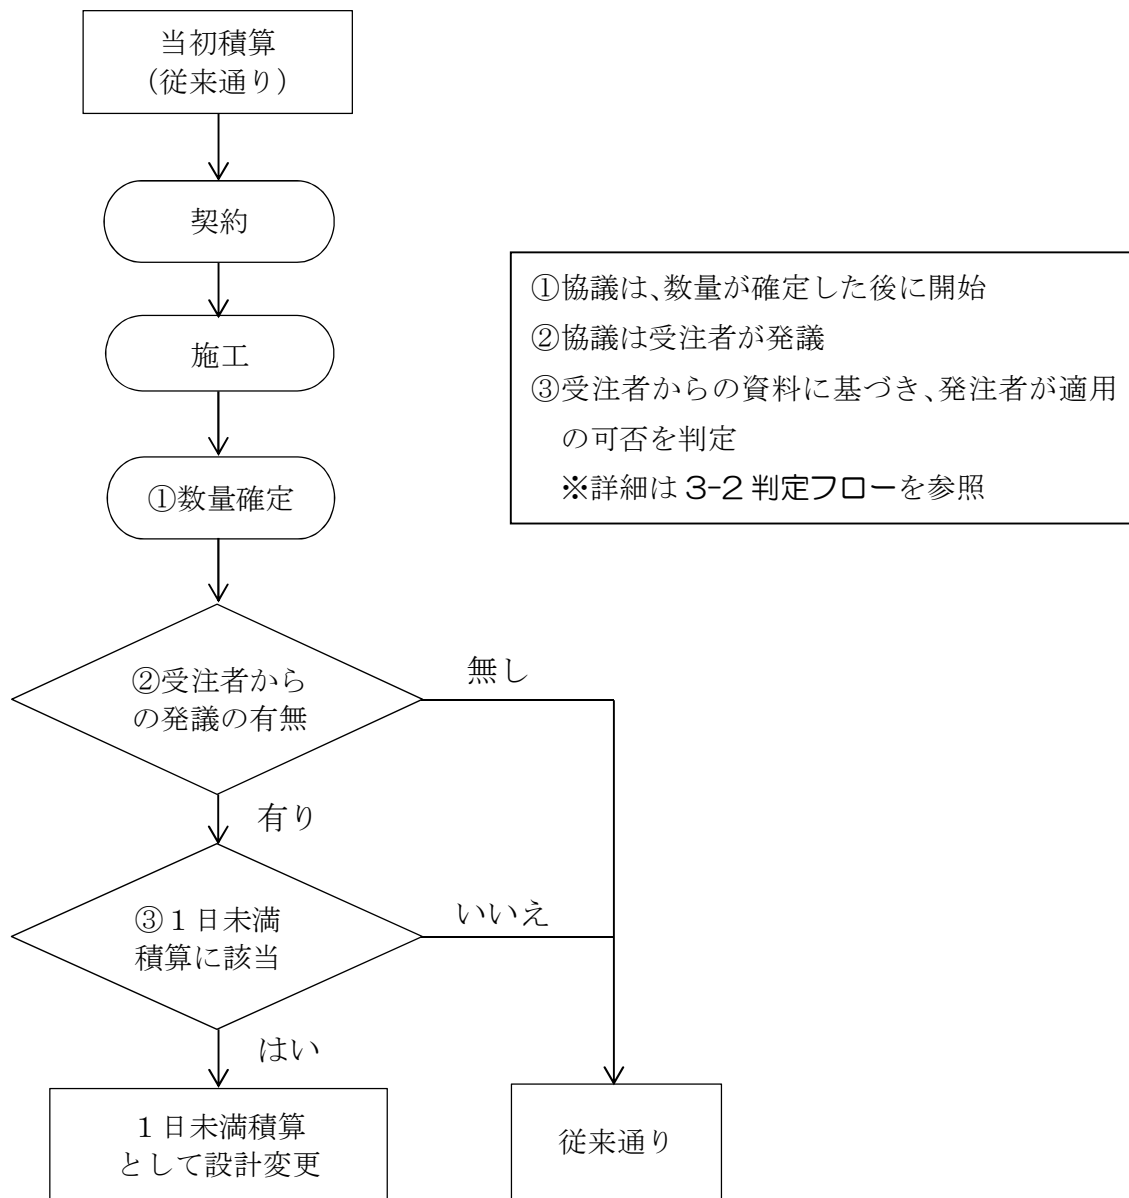 当初積算
（従来通り）
契約
施工
①数量確定
①協議は、数量が確定した後に開始
②協議は受注者が発議
③受注者からの資料に基づき、発注者が適用
の可否を判定
※詳細は 3-2 判定フローを参照
②受注者から
の発議の有無
無し
有り
③１日未満
積算に該当
いいえ
はい
１日未満積算
として設計変更
従来通り